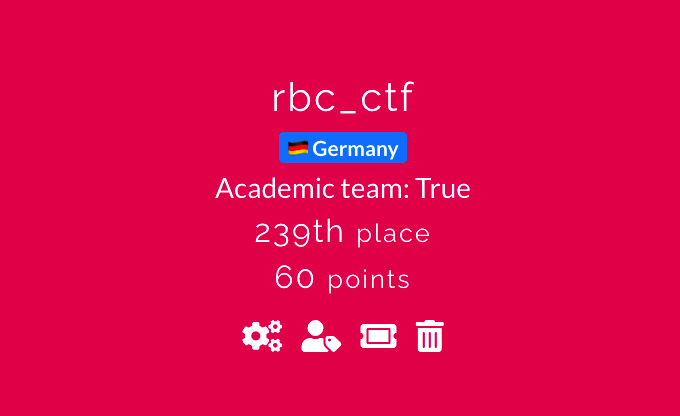 rbc_ctf
Germany
Academic team: True
239th place
60 points